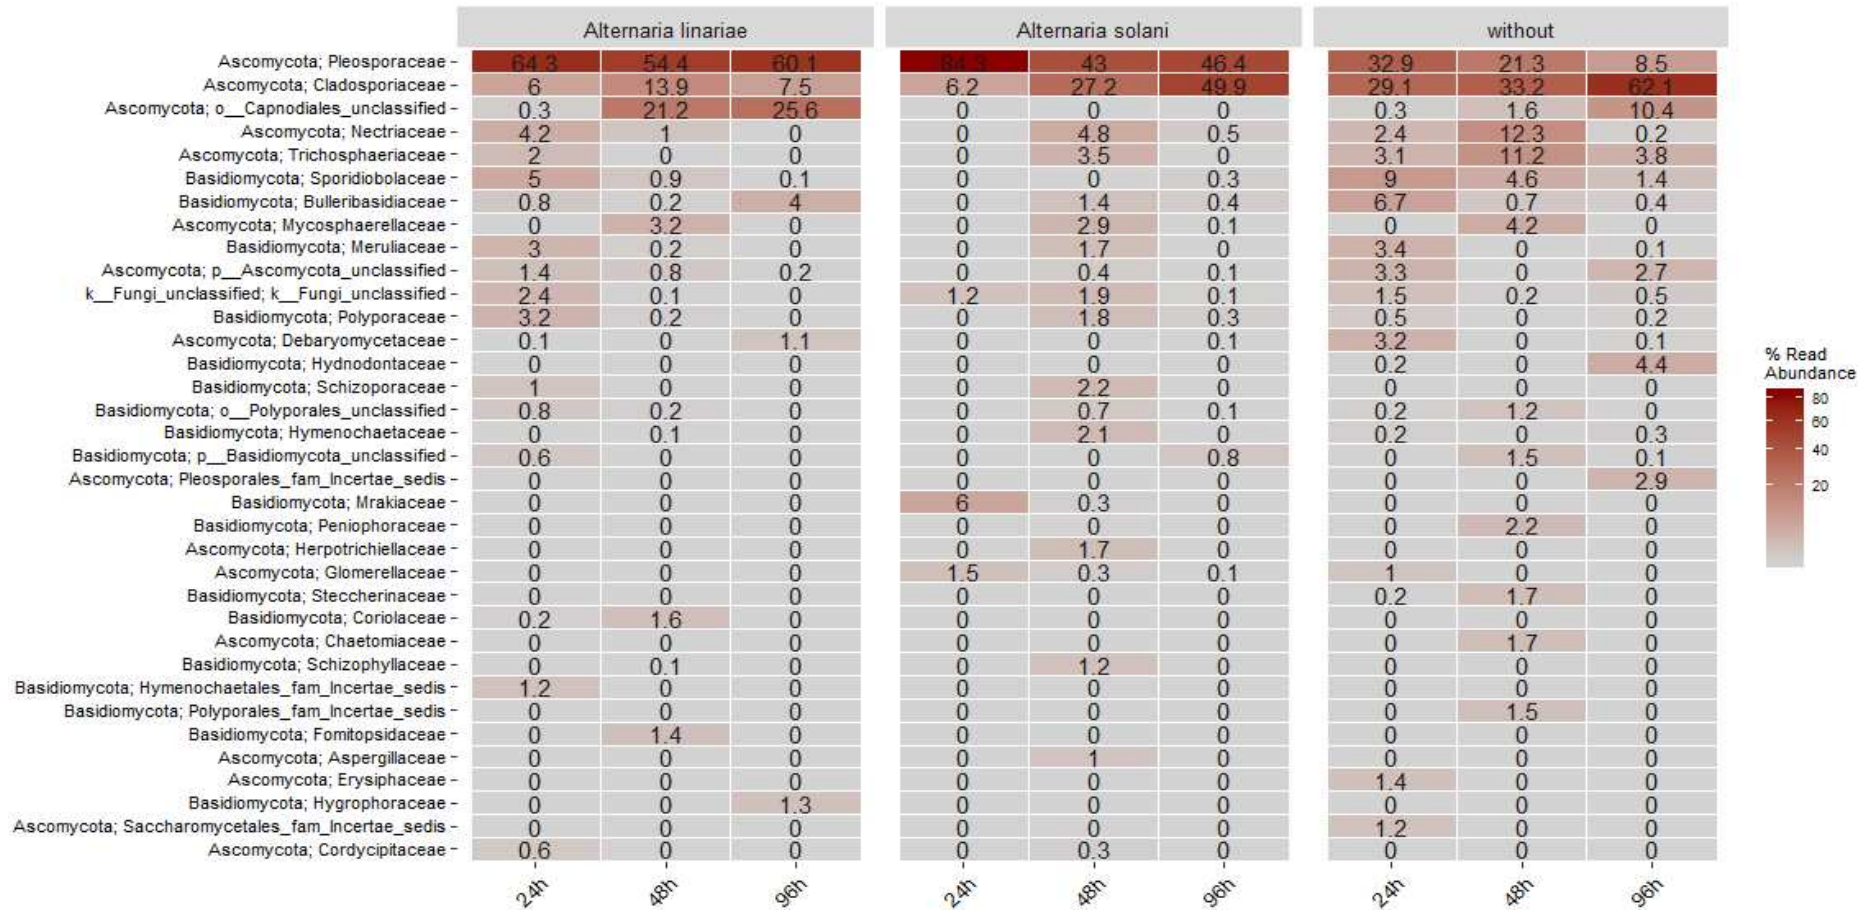 Alternaria linariae Alternaria solani without
Ascomycota; Pleosporaceae 64.3 54.4 60.1 84.3 43 46.4 32.9 21.3 8.5
Ascomycota; Cladosporiaceae 6 13.9 7.5 6.2 27.2 49.9 29.1 33.2 62.1
Ascomycota; o__Capnodiales_unclassified 0.3 21.2 25.6 0 0 0 0.3 1.6 10.4
Ascomycota; Nectriaceae 4.2 1 0 0 4.8 0.5 2.4 12.3 0.2
Ascomycota; Trichosphaeriaceae 2 0 0 0 3.5 0 3.1 11.2 3.8
Basidiomycota; Sporidiobolaceae 5 0.9 0.1 0 0 0.3 9 4.6 1.4
Basidiomycota; Bulleribasidiaceae 0.8 0.2 4 0 1.4 0.4 6.7 0.7 0.4
Ascomycota; Mycosphaerellaceae 0 3.2 0 0 2.9 0.1 0 4.2 0
Basidiomycota; Meruliaceae 3 0.2 0 0 1.7 0 3.4 0 0.1
Ascomycota; p__Ascomycota_unclassified 1.4 0.8 0.2 0 0.4 0.1 3.3 0 2.7
k__Fungi_unclassified; k__Fungi_unclassified 2.4 0.1 0 1.2 1.9 0.1 1.5 0.2 0.5
Basidiomycota; Polyporaceae 3.2 0.2 0 0 1.8 0.3 0.5 0 0.2
Ascomycota; Debaryomycetaceae 0.1 0 1.1 0 0 0.1 3.2 0 0.1
Basidiomycota; Hydnodontaceae 0 0 0 0 0 0 0.2 0 4.4
Basidiomycota; Schizoporaceae 1 0 0 0 2.2 0 0 0 0
Basidiomycota; o__Polyporales_unclassified 0.8 0.2 0 0 0.7 0.1 0.2 1.2 0
Basidiomycota; Hymenochaetaceae 0 0.1 0 0 2.1 0 0.2 0 0.3
Basidiomycota; p__Basidiomycota_unclassified 0.6 0 0 0 0 0.8 0 1.5 0.1
Ascomycota; Pleosporales_fam_Incertae_sedis 0 0 0 0 0 0 0 0 2.9
Basidiomycota; Mrakiaceae 0 0 0 6 0.3 0 0 0 0
Basidiomycota; Peniophoraceae 0 0 0 0 0 0 0 2.2 0
Ascomycota; Herpotrichiellaceae 0 0 0 0 1.7 0 0 0 0
Ascomycota; Glomerellaceae 0 0 0 1.5 0.3 0.1 1 0 0
Basidiomycota; Steccherinaceae 0 0 0 0 0 0 0.2 1.7 0
Basidiomycota; Coriolaceae 0.2 1.6 0 0 0 0 0 0 0
Ascomycota; Chaetomiaceae 0 0 0 0 0 0 0 1.7 0
Basidiomycota; Schizophyllaceae 0 0.1 0 0 1.2 0 0 0 0
Basidiomycota; Hymenochaetales_fam_Incertae_sedis 1.2 0 0 0 0 0 0 0 0
Basidiomycota; Polyporales_fam_Incertae_sedis 0 0 0 0 0 0 0 1.5 0
Basidiomycota; Fomitopsidaceae 0 1.4 0 0 0 0 0 0 0
Ascomycota; Aspergillaceae 0 0 0 0 1 0 0 0 0
Ascomycota; Erysiphaceae 0 0 0 0 0 0 1.4 0 0
Basidiomycota; Hygrophoraceae 0 0 1.3 0 0 0 0 0 0
Ascomycota; Saccharomycetales_fam_Incertae_sedis 0 0 0 0 0 0 1.2 0 0
Ascomycota; Cordycipitaceae 0.6 0 0 0 0.3 0 0 0 0
24h 48h 96h 24h 48h 96h 24h 48h 96h
% Read
Abundance
80
60
40
20